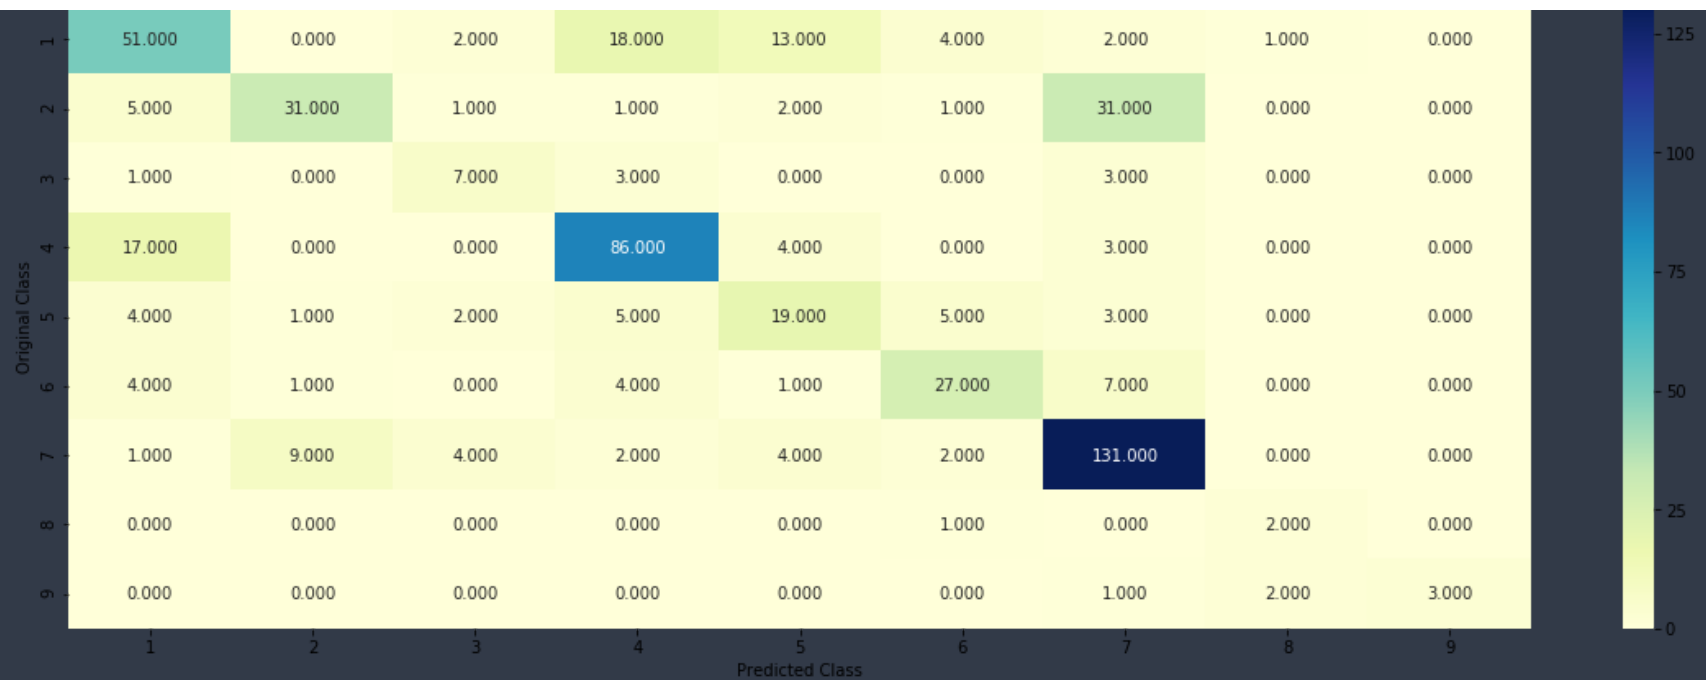 1 51.000 0.000 2.000 18.000 13.000 4.000 2.000 1.000 0.000
2 5.000 31.000 1.000 1.000 2.000 1.000 31.000 0.000 0.000
3 1.000 0.000 7.000 3.000 0.000 0.000 3.000 0.000 0.000
4 17.000 0.000 0.000 86.000 4.000 0.000 3.000 0.000 0.000
5 4.000 1.000 2.000 5.000 19.000 5.000 3.000 0.000 0.000
6 4.000 1.000 0.000 4.000 1.000 27.000 7.000 0.000 0.000
7 1.000 9.000 4.000 2.000 4.000 2.000 131.000 0.000 0.000
8 0.000 0.000 0.000 0.000 0.000 1.000 0.000 2.000 0.000
9 0.000 0.000 0.000 0.000 0.000 0.000 1.000 2.000 3.000
1 2 3 4 5 6 7 8 9
Predicted Class
Original Class
125
100
75
50
25
0